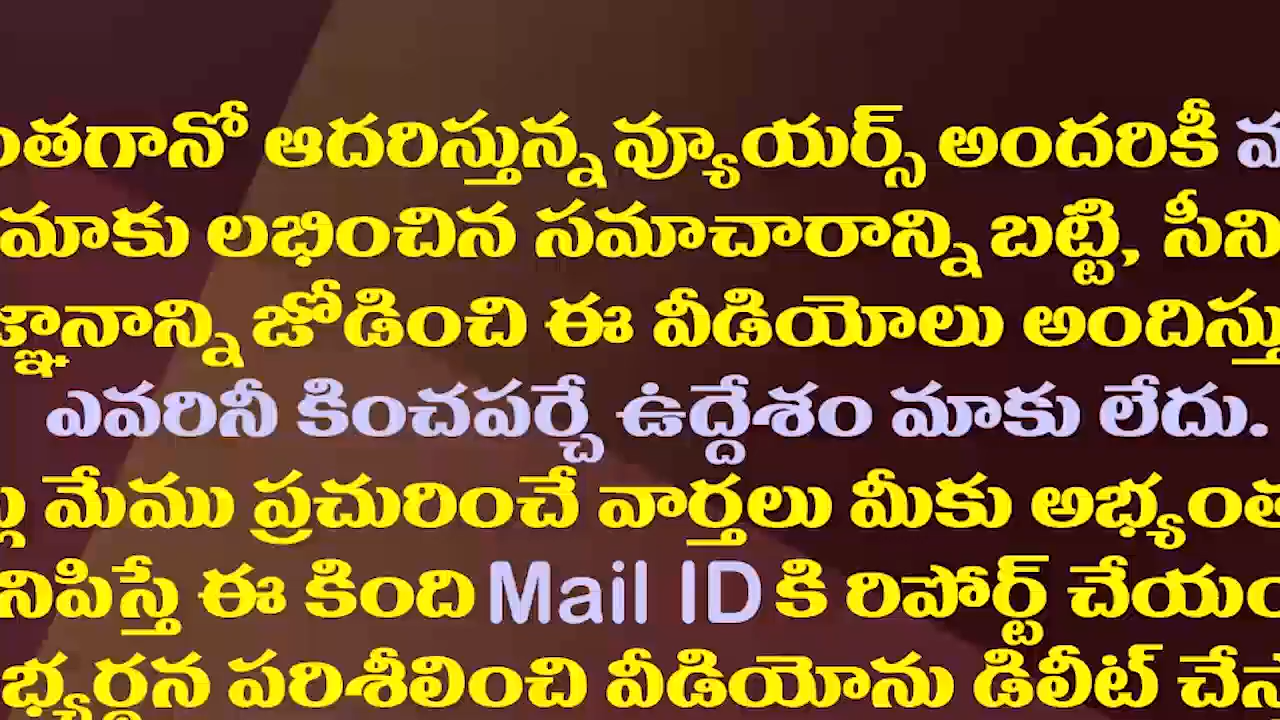 ంతగానో ఆదరిస్తున్న వ్యూయర్స్ అందరికీ
మాకు లభించిన సమాచారాన్ని బట్టి, సీని
జ్ఞానాన్ని జోడించి ఈ వీడియోలు అందిస్తు
ఎవరినీ కించపర్చే ఉద్దేశం మాకు లేదు.
మేము ప్రచురించే వార్తలు మీకు అభ్యంత
నిపిస్తే ఈ కింది Mail ID కి రిపోర్ట్ చేయం
భ్యర్థన పరిశీలించి వీడియోను డిలీట్ చేస